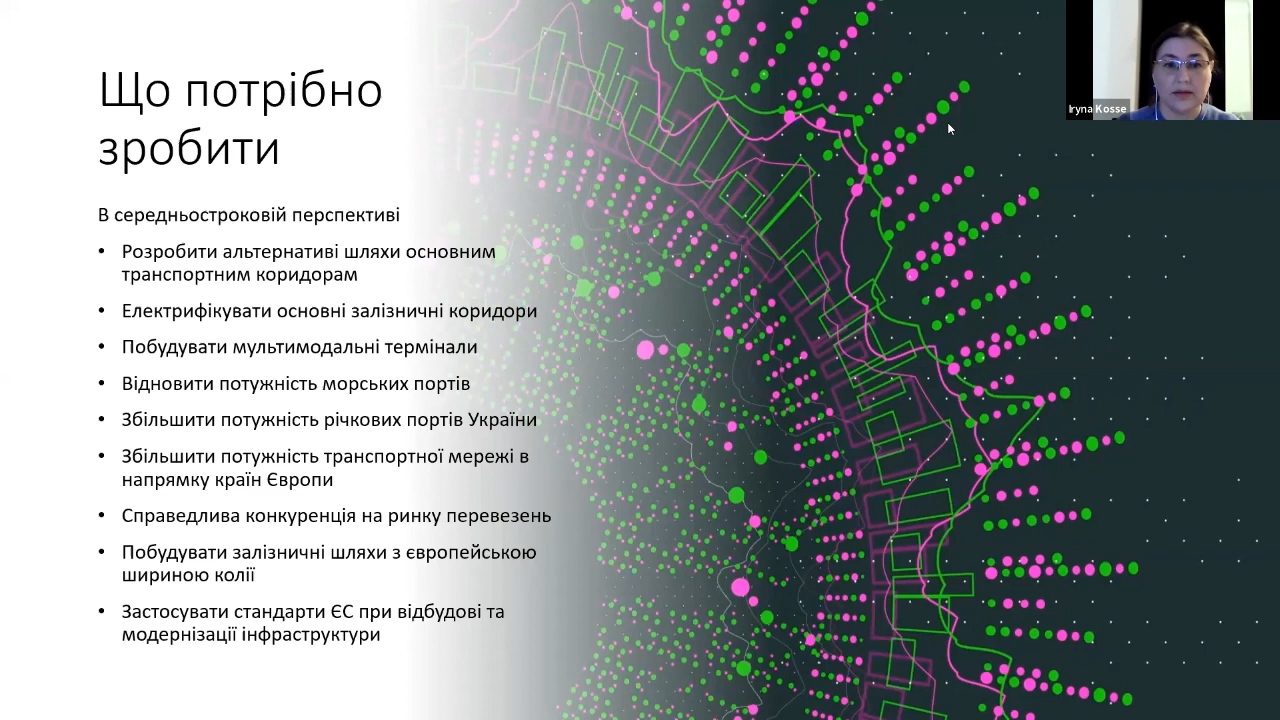 Що потрібно
зробити
В середньостроковій перспективі
• Розробити альтернативі шляхи основним
транспортним коридорам
• Електрифікувати основні залізничні коридори
• Побудувати мультимодальні термінали
• Відновити потужність морських портів
• Збільшити потужність річкових портів України
• Збільшити потужність транспортної мережі в
напрямку країн Європи
• Справедлива конкуренція на ринку перевезень
• Побудувати залізничні шляхи з європейською
шириною колії
• Застосувати стандарти ЄС при відбудові та
модернізації інфраструктури
Iryna Kosse